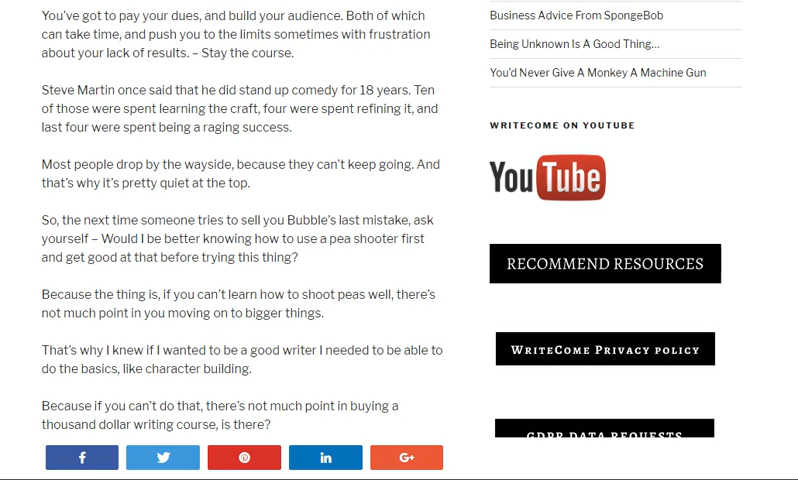 You've got to pay your dues, and build your audience. Both of which
can take time, and push you to the limits sometimes with frustration
about your lack of results. – Stay the course.
Steve Martin once said that he did stand up comedy for 18 years. Ten
of those were spent learning the craft, four were spent refining it, and
last four were spent being a raging success.
Most people drop by the wayside, because they can't keep going. And
that's why it's pretty quiet at the top.
So, the next time someone tries to sell you Bubble's last mistake, ask
yourself – Would I be better knowing how to use a pea shooter first
and get good at that before trying this thing?
Because the thing is, if you can't learn how to shoot peas well, there's
not much point in you moving on to bigger things.
That's why I knew if I wanted to be a good writer I needed to be able to
do the basics, like character building.
Because if you can't do that, there's not much point in buying a
thousand dollar writing course, is there?
f
in
G+
Business Advice From SpongeBob
Being Unknown Is A Good Thing…
You'd Never Give A Monkey A Machine Gun
WRITECOME ON YOUTUBE
YouTube
RECOMMEND RESOURCES
WriteCome Privacy policy
GDPR DATA REQUESTS